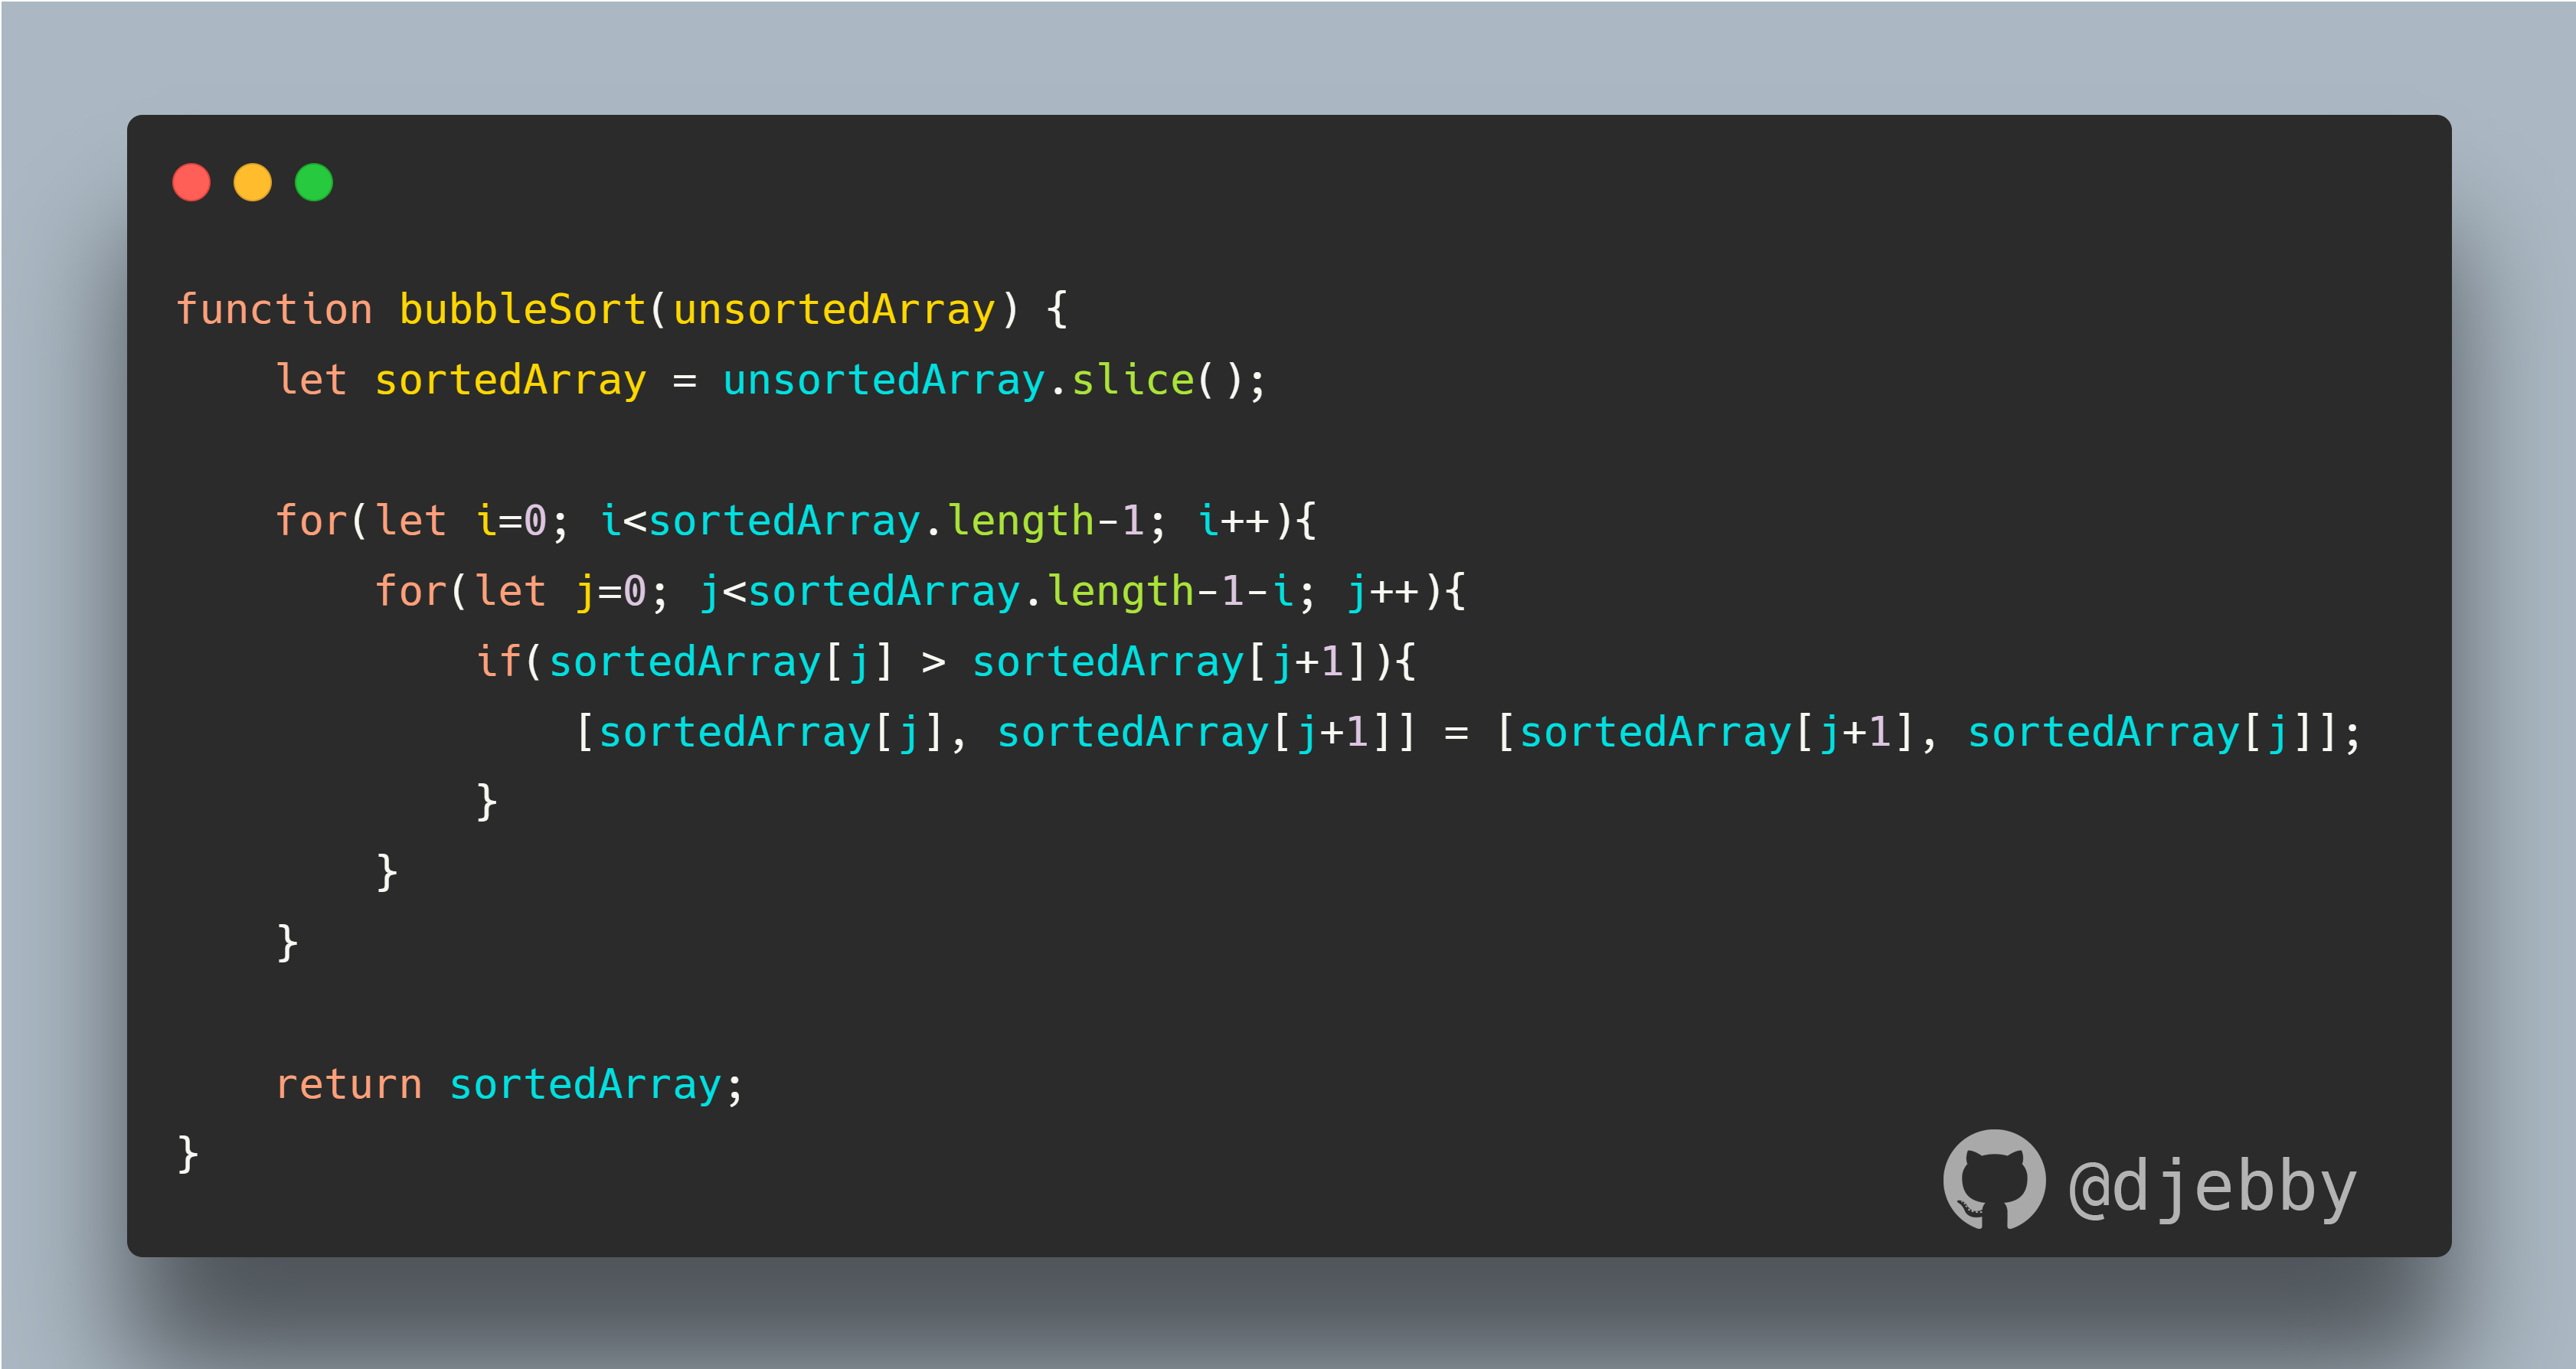 function bubbleSort(unsortedArray) {
    let sortedArray = unsortedArray.slice();

    for(let i=0; i<sortedArray.length-1; i++){
        for(let j=0; j<sortedArray.length-1-i; j++){
            if(sortedArray[j] > sortedArray[j+1]){
                [sortedArray[j], sortedArray[j+1]] = [sortedArray[j+1], sortedArray[j]];
            }
        }
    }

    return sortedArray;
}
@djebby